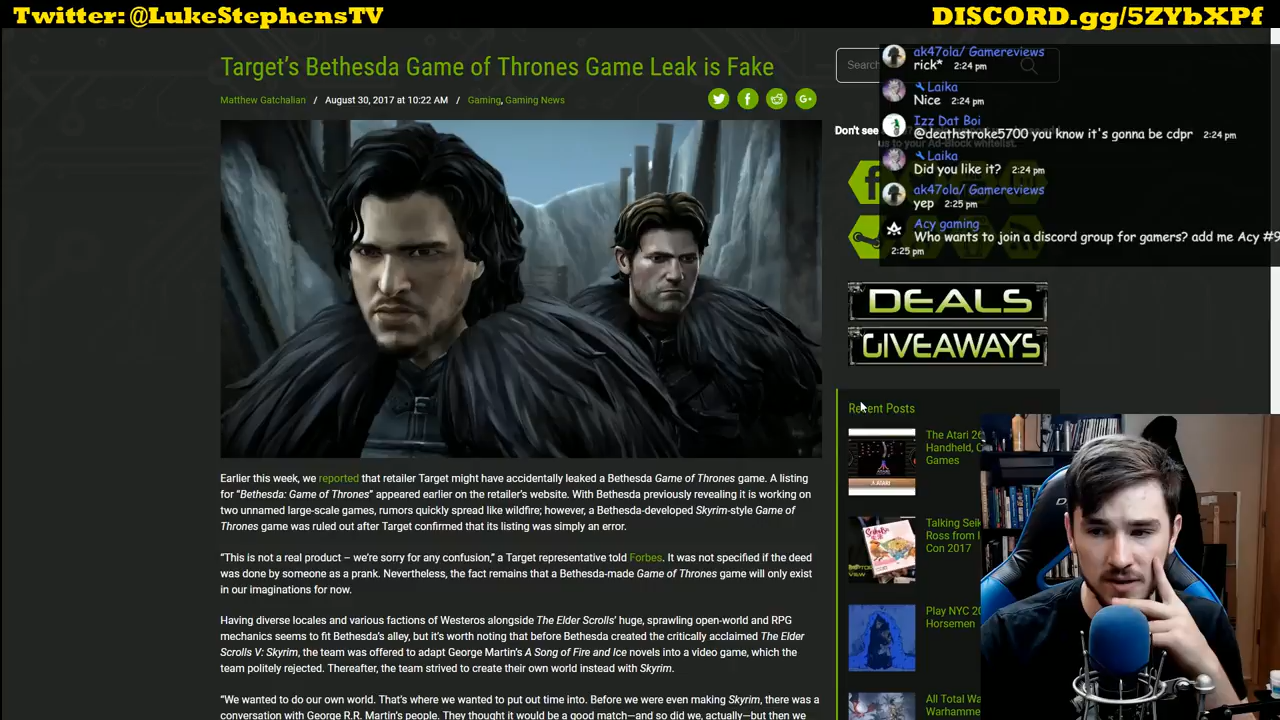 Twitter: @LukeStephensTV
DISCORD.gg/5ZYbXPf
Target's Bethesda Game of Thrones Game Leak is Fake
Matthew Gatchalian / August 30, 2017 at 10:22 AM / Gaming, Gaming News
G+
Earlier this week, we reported that retailer Target might have accidentally leaked a Bethesda Game of Thrones game. A listing
for "Bethesda: Game of Thrones" appeared earlier on the retailer's website. With Bethesda previously revealing it is working on
two unnamed large-scale games, rumors quickly spread like wildfire; however, a Bethesda-developed Skyrim-style Game of
Thrones game was ruled out after Target confirmed that its listing was simply an error.
"This is not a real product – we're sorry for any confusion," a Target representative told Forbes. It was not specified if the deed
was done by someone as a prank. Nevertheless, the fact remains that a Bethesda-made Game of Thrones game will only exist
in our imaginations for now.
Having diverse locales and various factions of Westeros alongside The Elder Scrolls' huge, sprawling open-world and RPG
mechanics seems to fit Bethesda's alley, but it's worth noting that before Bethesda created the critically acclaimed The Elder
Scrolls V: Skyrim, the team was offered to adapt George Martin's A Song of Fire and Ice novels into a video game, which the
team politely rejected. Thereafter, the team strived to create their own world instead with Skyrim.
"We wanted to do our own world. That's where we wanted to put out time into. Before we were even making Skyrim, there was a
conversation with George R.R. Martin's people. They thought it would be a good match—and so did we, actually—but then we
Search
Don't see
us to your Ad-Block whitelist.
ak47ola/ Gamereviews
rick* 2:24 pm
Laika
Nice 2:24 pm
Izz Dat Boi
@deathstroke5700 you know it's gonna be cdpr 2:24 pm
Laika
Did you like it? 2:24 pm
ak47ola/ Gamereviews
yep 2:25 pm
Acy gaming
Who wants to join a discord group for gamers? add me Acy #9
2:25 pm
DEALS
GIVEAWAYS
Recent Posts
The Atari 26
Handheld, C
Games
ATARI
Talking Seik
Ross from
Con 2017
Play NYC 20
Horsemen
All Total Wa
Warhamme